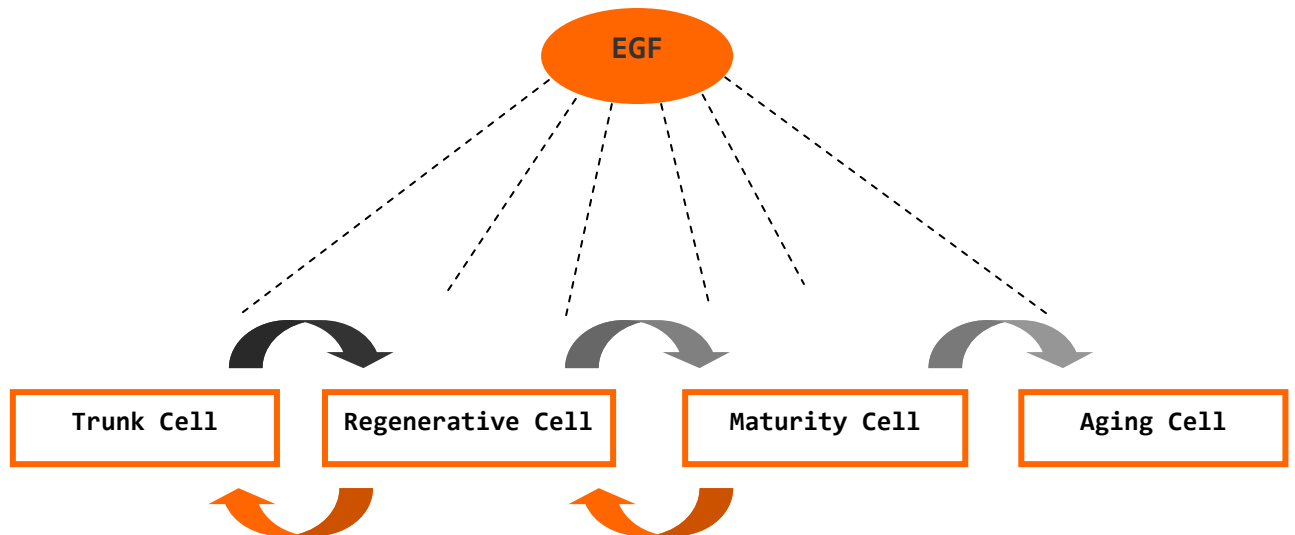 EGF
Trunk Cell
Regenerative Cell
Maturity Cell
Aging Cell